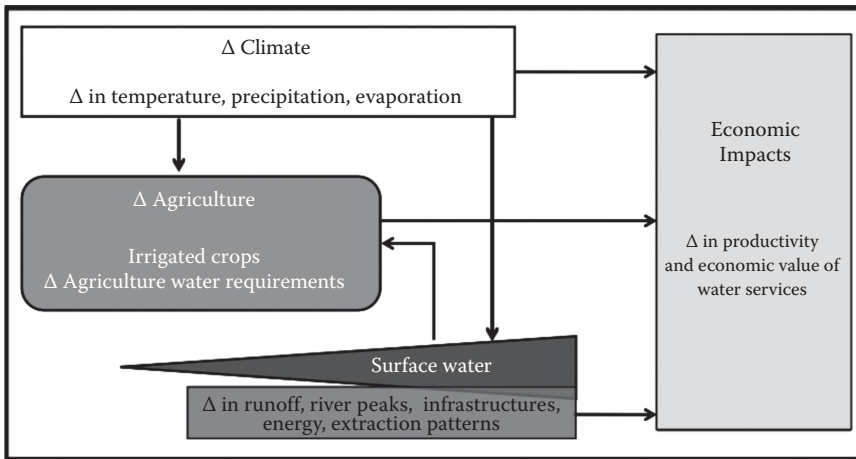 Δ Climate
Δ in temperature, precipitation, evaporation
Δ Agriculture
Irrigated crops
Δ Agriculture water requirements
Surface water
Δ in runoff, river peaks, infrastructures,
energy, extraction patterns
Economic
Impacts
Δ in productivity
and economic value of
water services